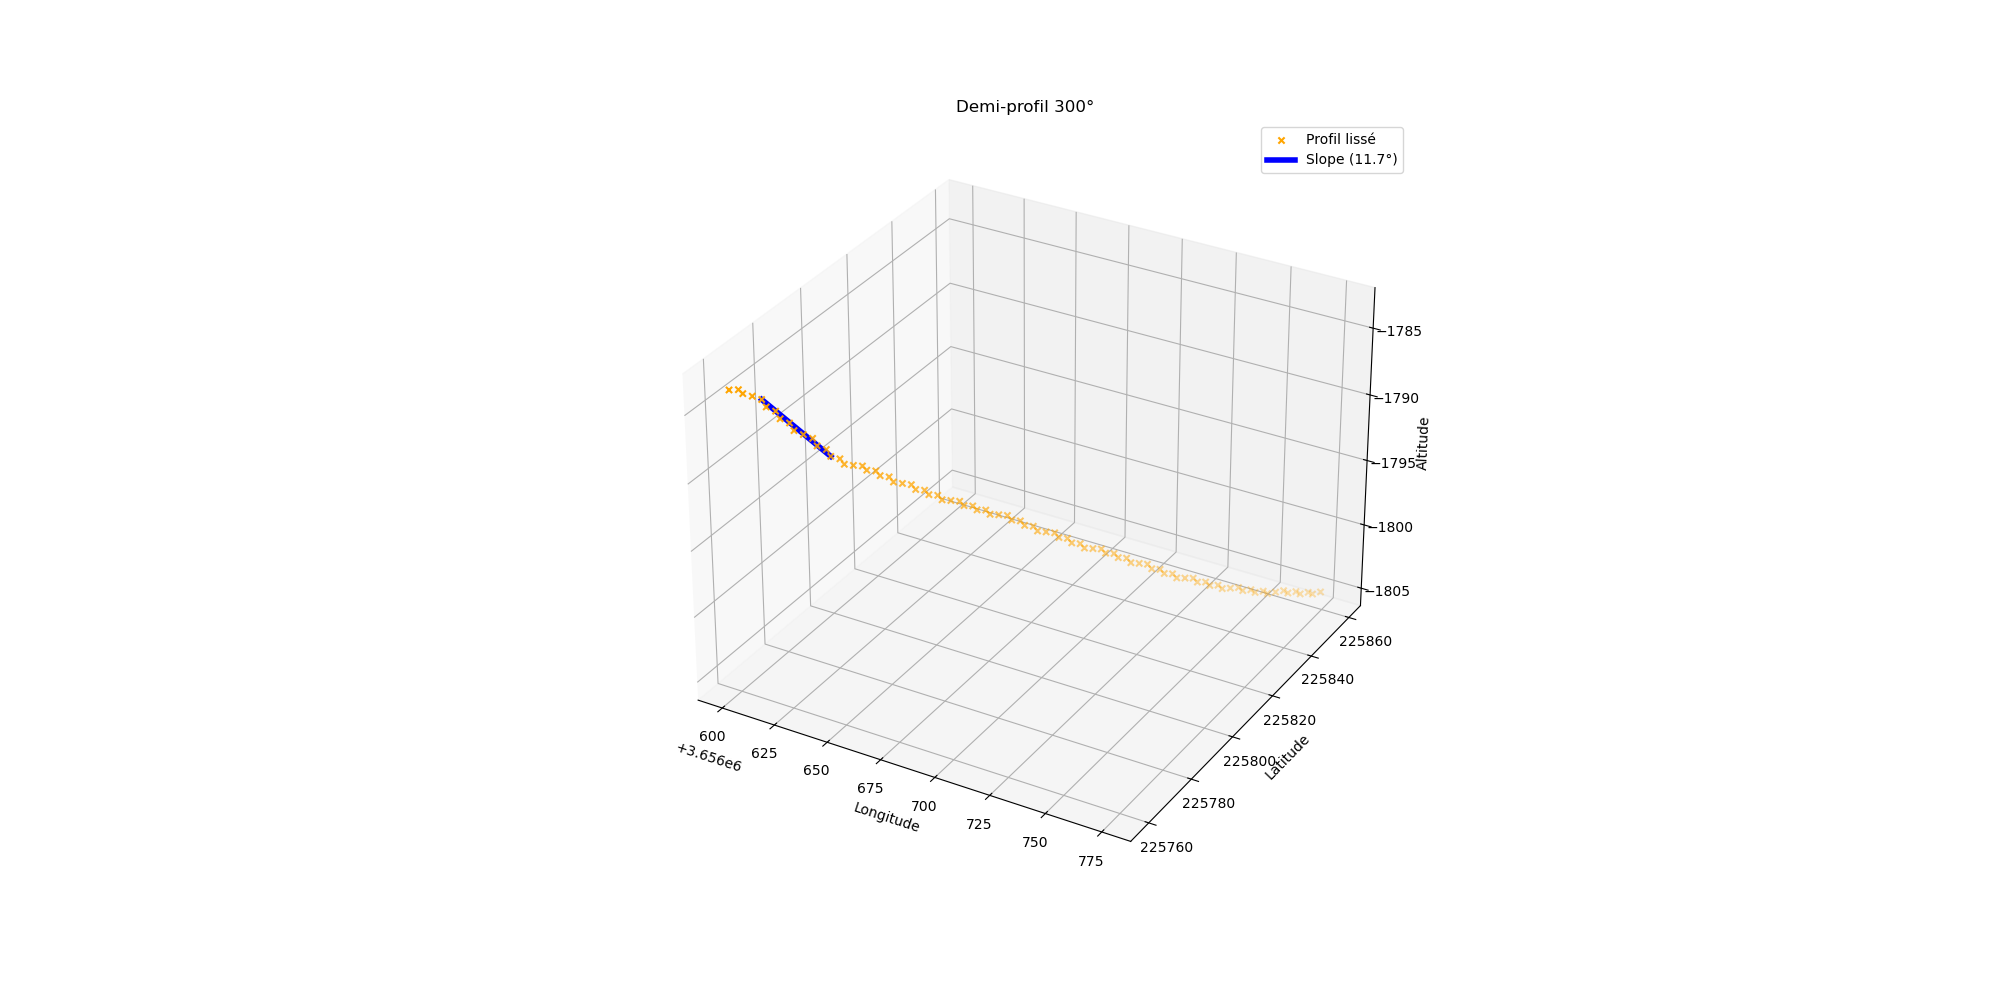 Demi-profil 300°
Profil lissé
Slope (11.7°)
−1785
−1790
−1795
−1800
−1805
Altitude
225860
225840
225820
225800
225780
225760
Latitude
600
625
650
675
700
725
750
775
+3.656e6
Longitude